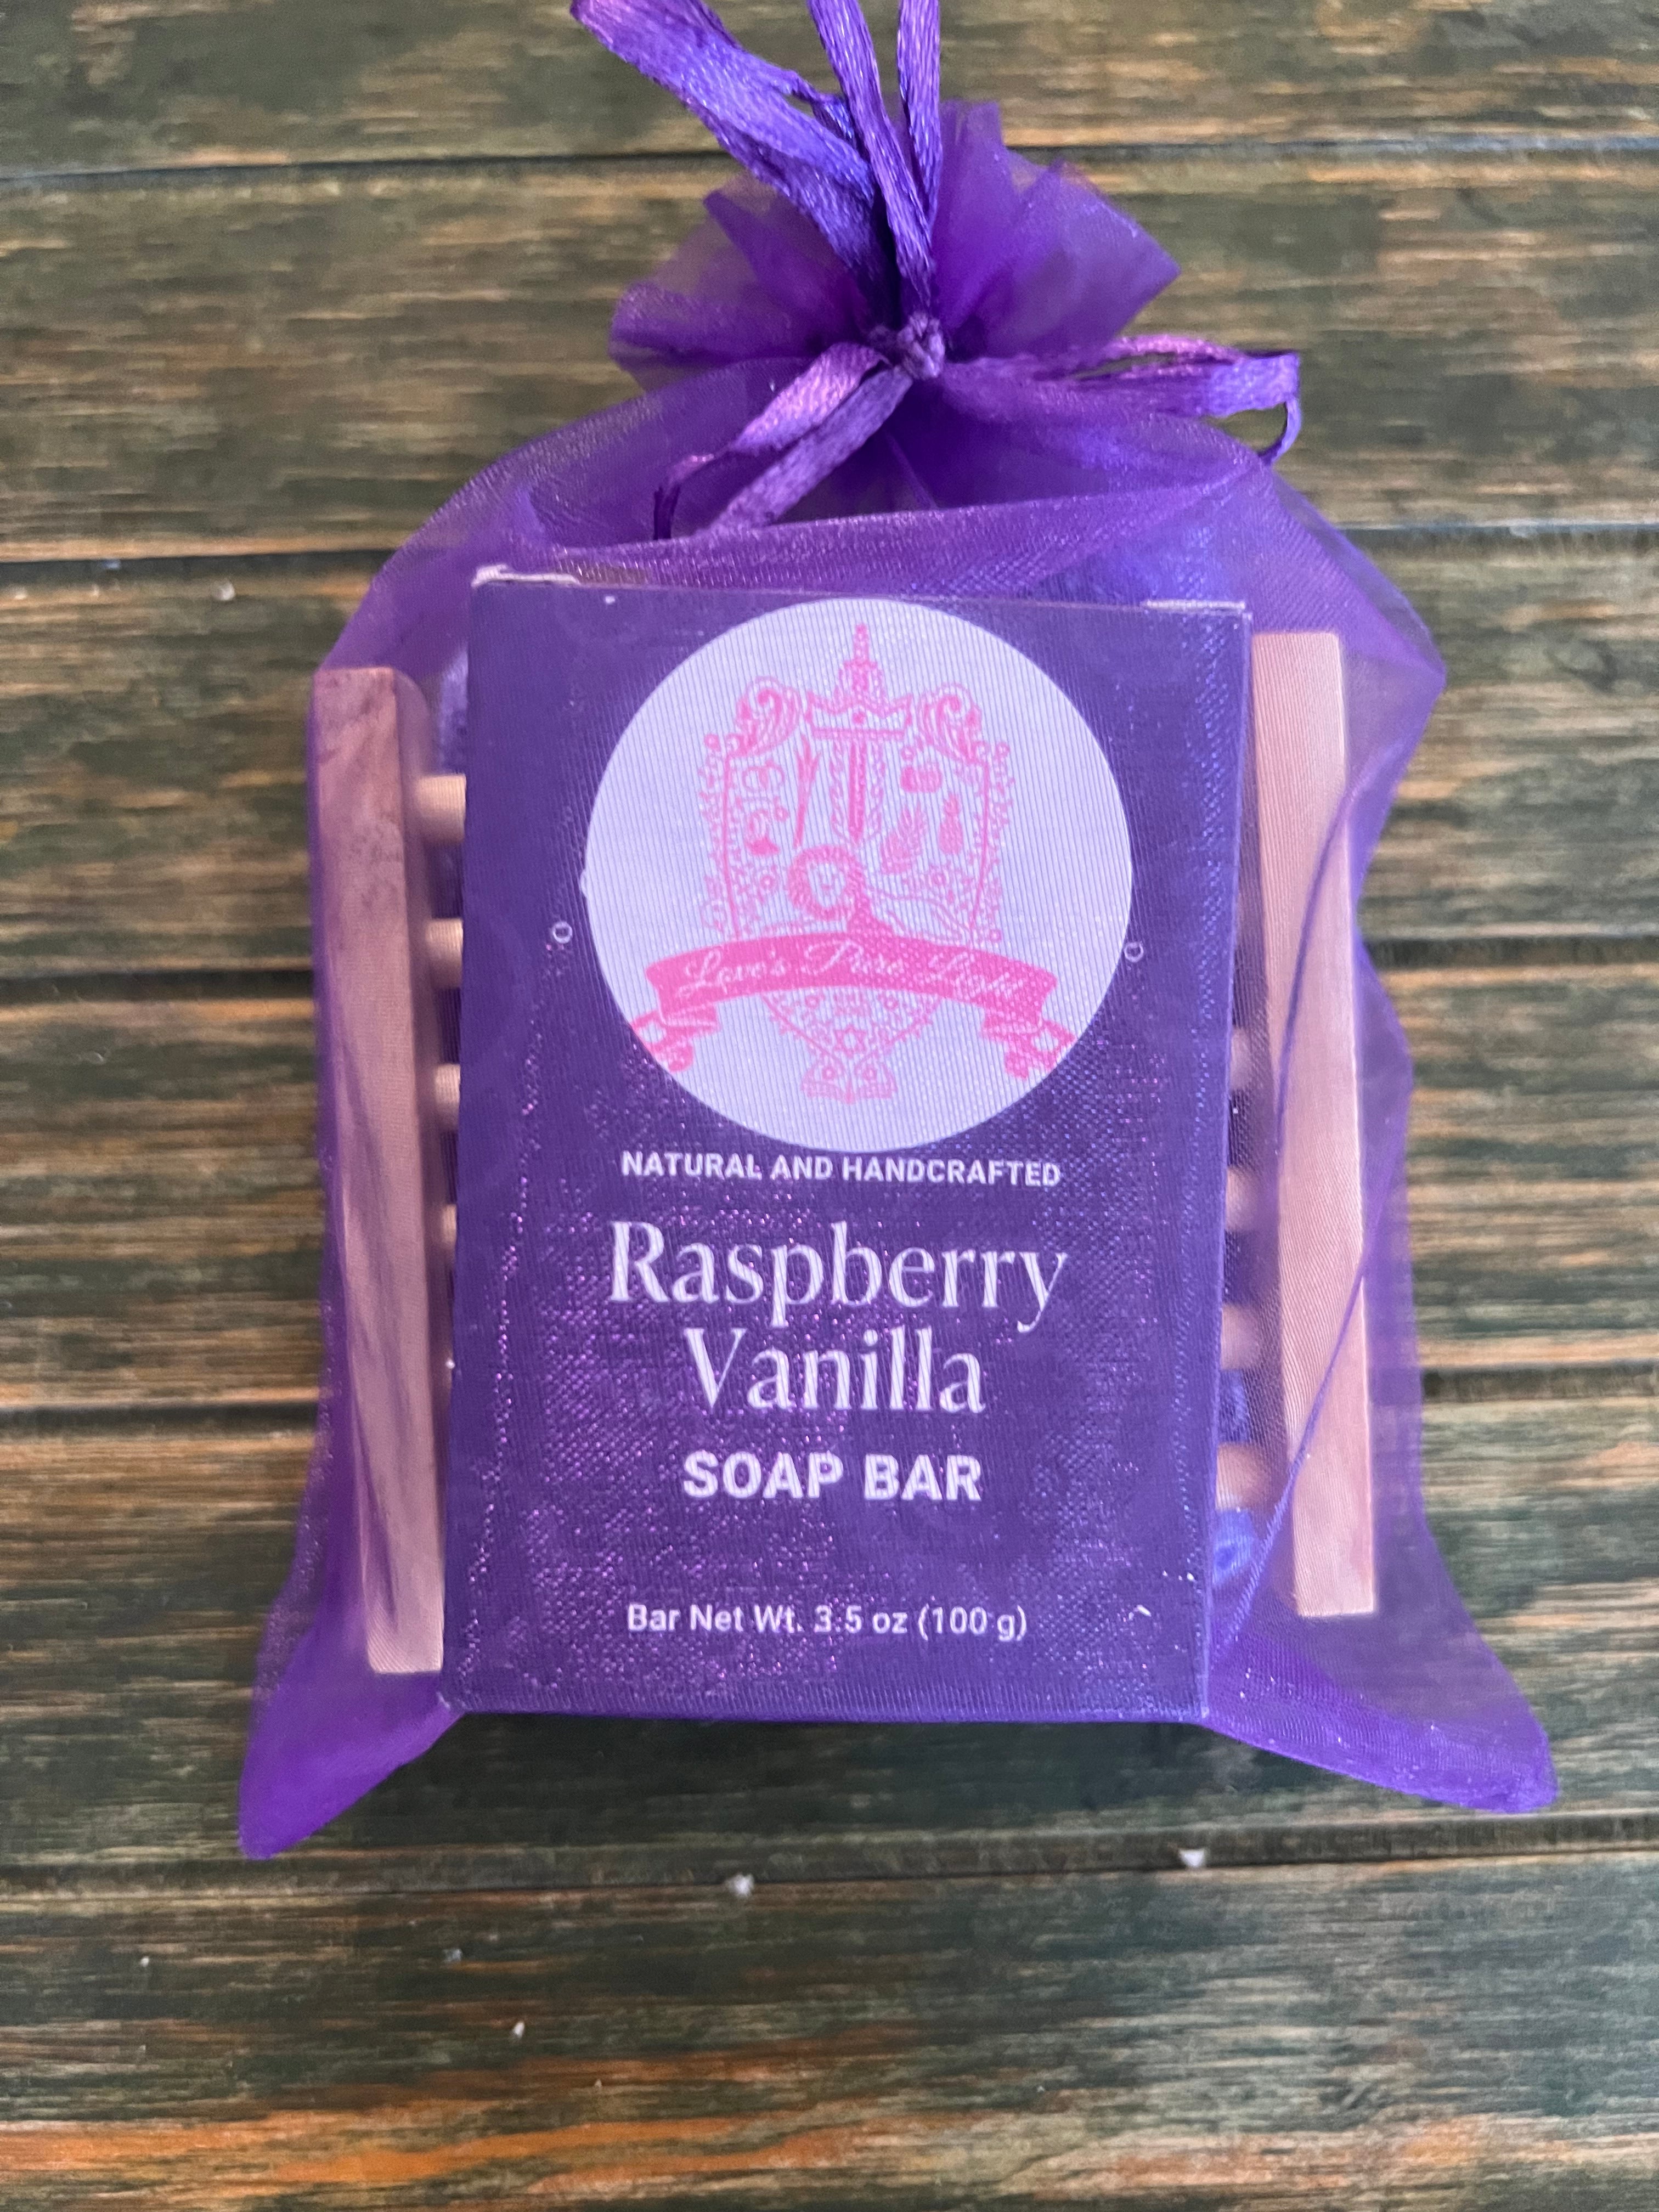 Love's Pure Light
NATURAL AND HANDCRAFTED
Raspberry
Vanilla
SOAP BAR
Bar Net Wt. 3.5 oz (100 g)